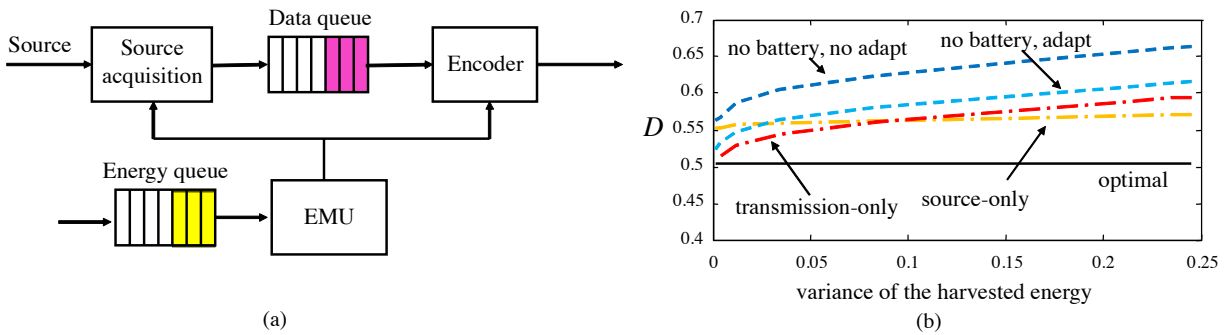 Data queue
Source
Source
acquisition
Encoder
Energy queue
EMU
(a)
0.7
0.65
0.6
0.55
0.5
0.45
0.4
D
no battery, no adapt
no battery, adapt
optimal
transmission-only
source-only
0
0.05
0.1
0.15
0.2
0.25
variance of the harvested energy
(b)